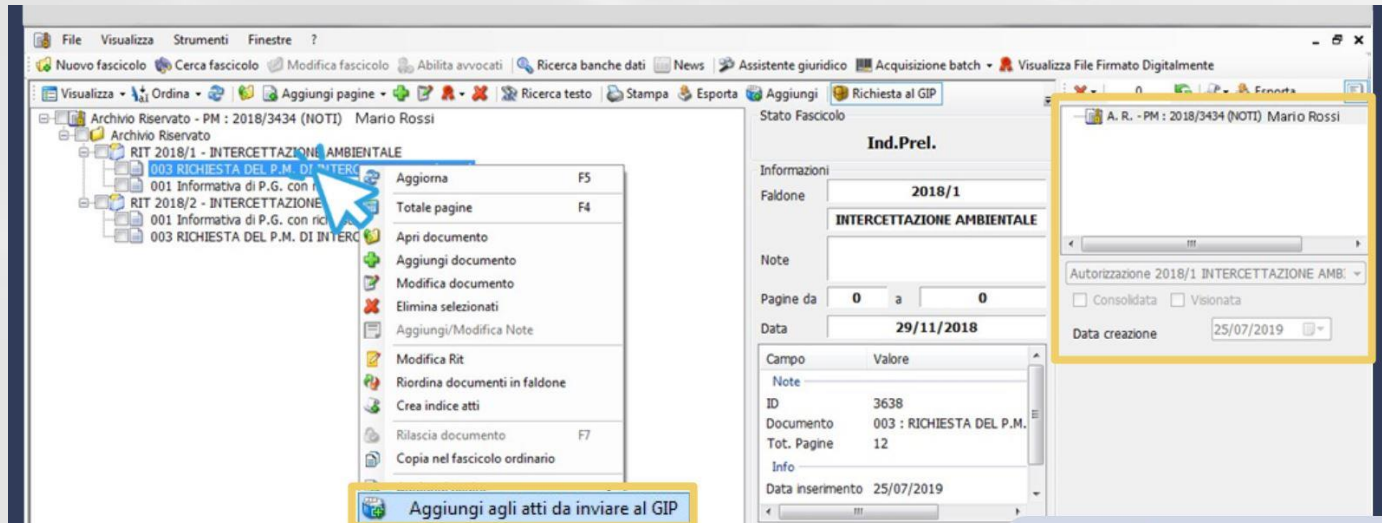 File Visualizza Strumenti Finestre ?
Nuovo fascicolo Cerca fascicolo Modifica fascicolo Abilita avvocati Ricerca banche dati News Assistente giuridico Acquisizione batch Visualizza File Firmato Digitalmente
Visualizza Ordina Aggiungi pagine Ricerca testo Stampa Esporta Aggiungi Richiesta al GIP 0 Esporta
Archivio Riservato - PM : 2018/3434 (NOTI) Mario Rossi
Archivio Riservato
RIT 2018/1 - INTERCETTAZIONE AMBIENTALE
003 RICHIESTA DEL P.M. DI
001 Informativa di P.G. con
RIT 2018/2 - INTERCETTAZIONE
001 Informativa di P.G. con
003 RICHIESTA DEL P.M. DI
Aggiorna F5
Totale pagine F4
Apri documento
Aggiungi documento
Modifica documento
Elimina selezionati
Aggiungi/Modifica Note
Modifica Rit
Riordina documenti in faldone
Crea indice atti
Rilascia documento F7
Copia nel fascicolo ordinario
Aggiungi agli atti da inviare al GIP
Stato Fascicolo
Ind.Prel.
Informazioni
Faldone 2018/1
INTERCETTAZIONE AMBIENTALE
Note
Pagine da 0 a 0
Data 29/11/2018
Campo Valore
Note
ID 3638
Documento 003 : RICHIESTA DEL P.M.
Tot. Pagine 12
Info
Data inserimento 25/07/2019
A. R. - PM : 2018/3434 (NOTI) Mario Rossi
Autorizzazione 2018/1 INTERCETTAZIONE
Consolidata Visionata
Data creazione 25/07/2019